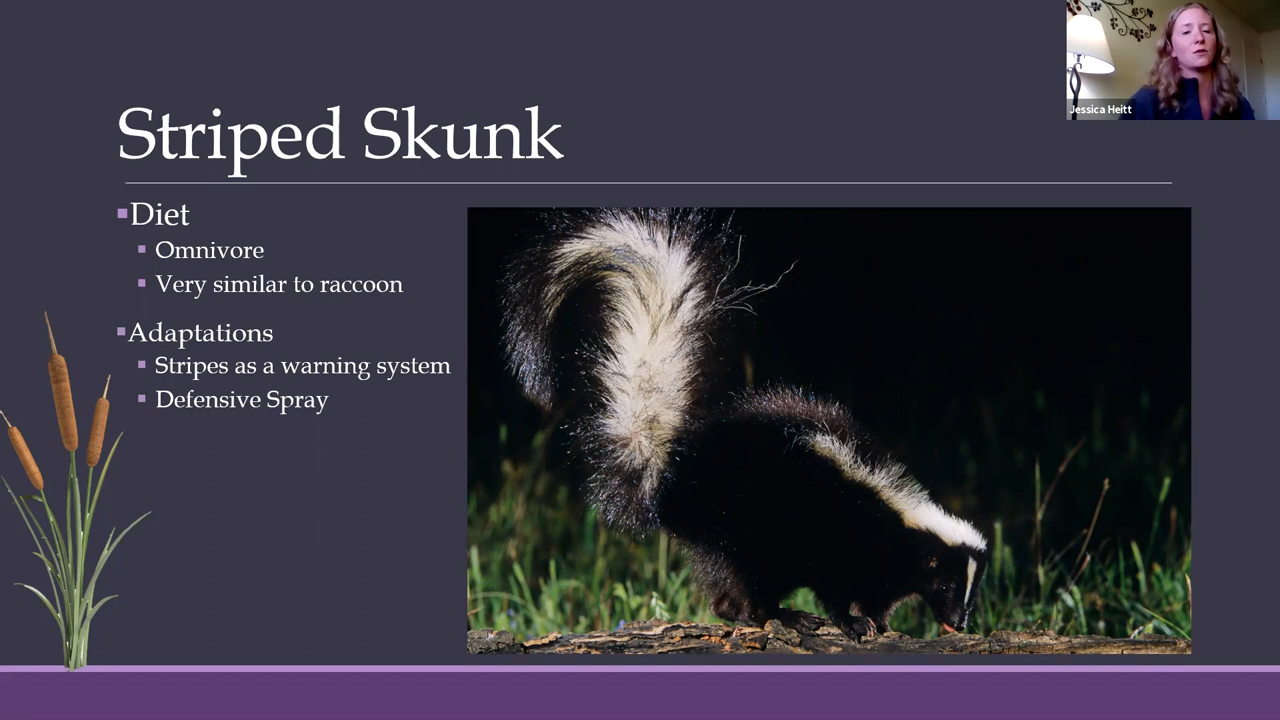 Striped Skunk
Diet
Omnivore
Very similar to raccoon
Adaptations
Stripes as a warning system
Defensive Spray
Jessica Heitt